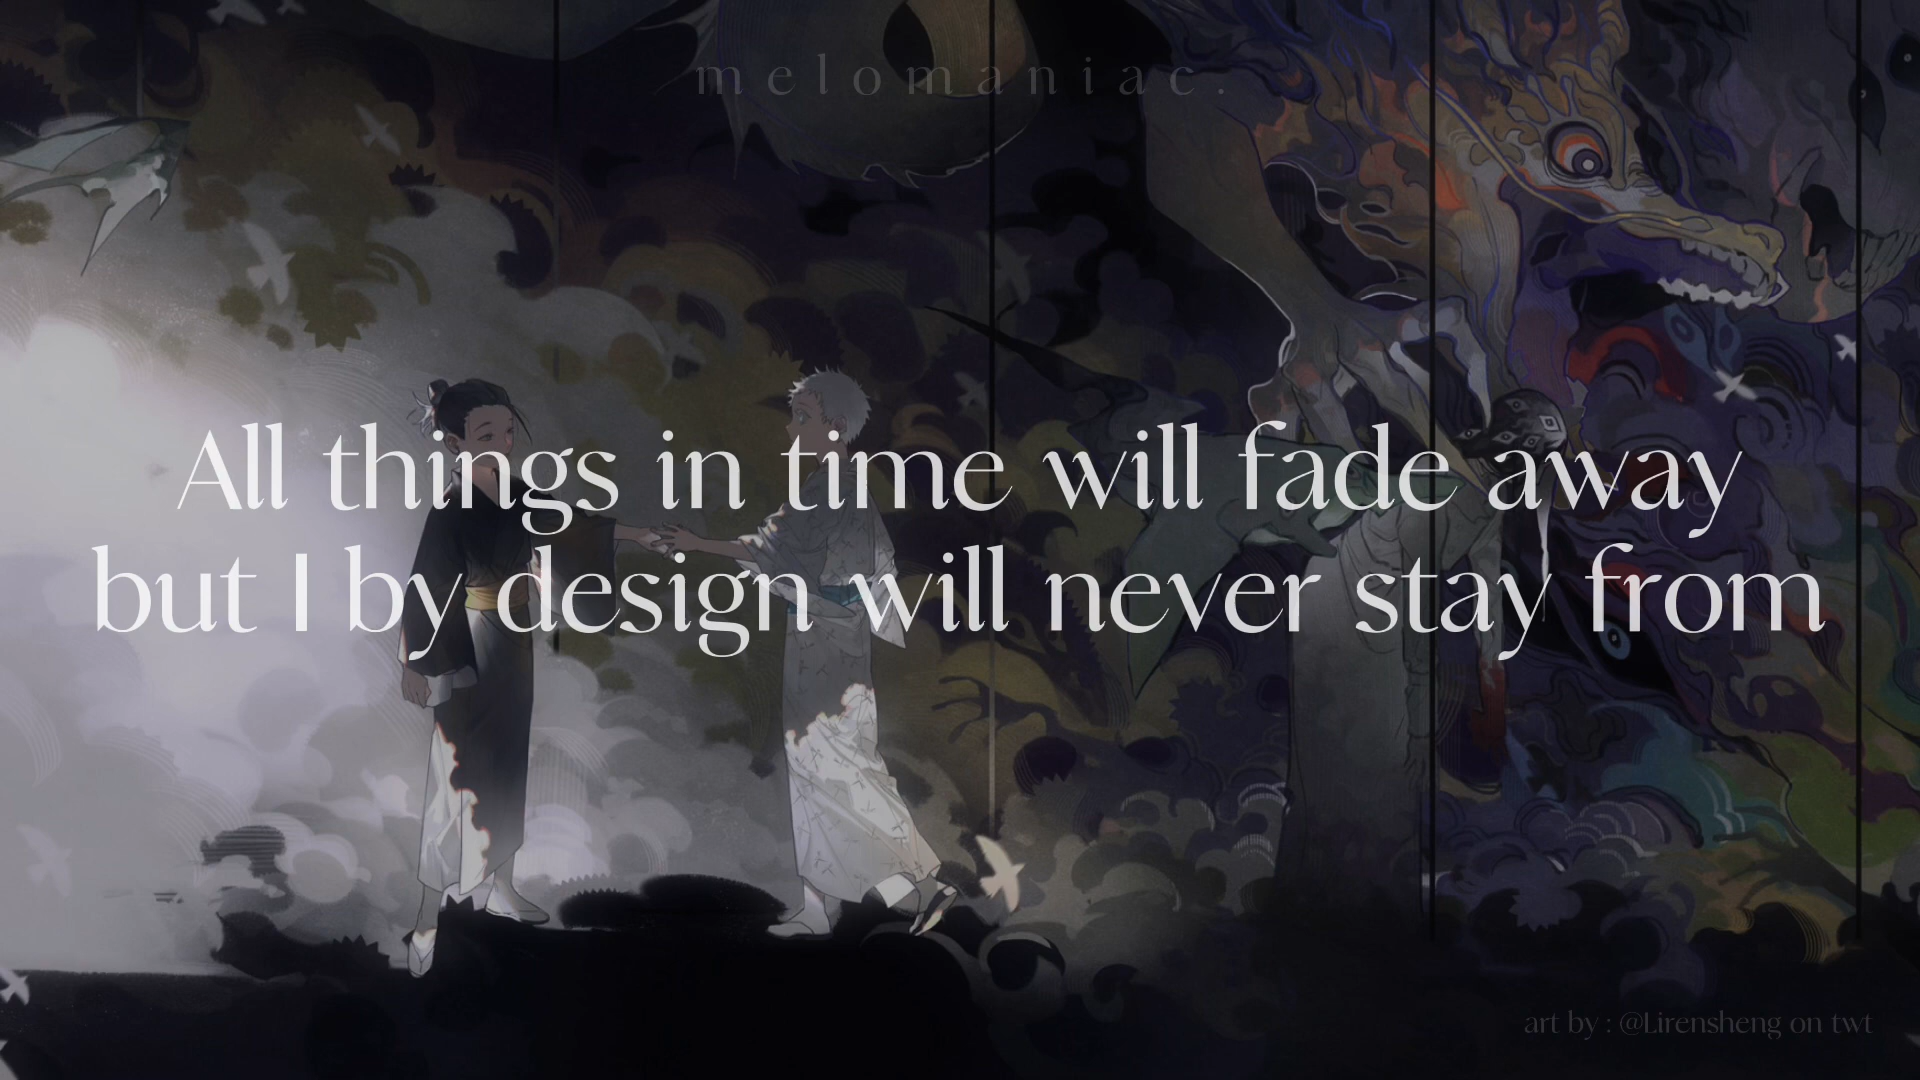 melomaniac.
All things in time will fade away
but I by design will never stay from
art by : @Lirensheng on twt